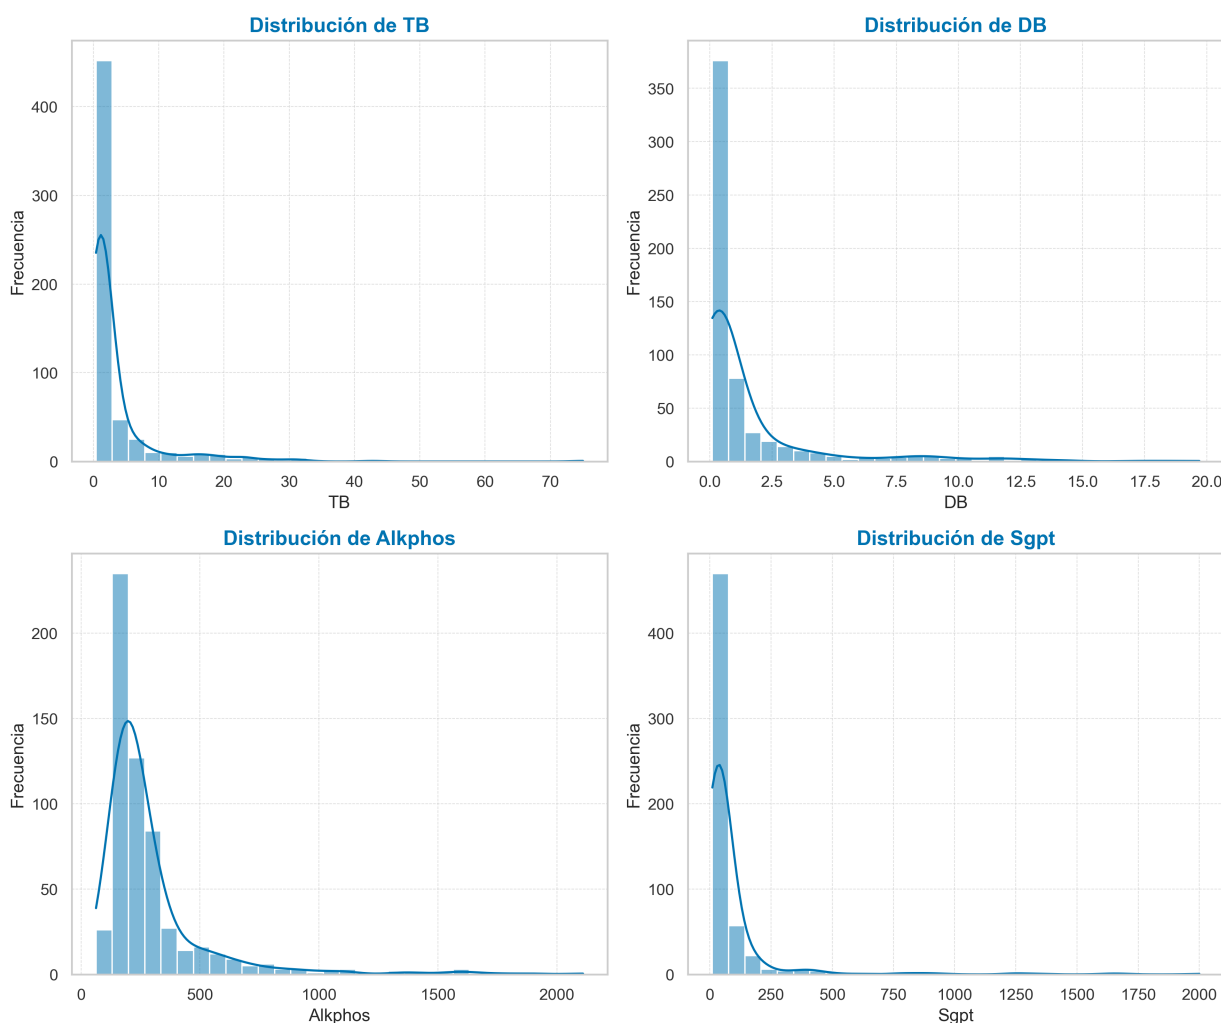 Distribución de TB
Frecuencia
400
300
200
100
0
0 10 20 30 40 50 60 70
TB
Distribución de DB
Frecuencia
350
300
250
200
150
100
50
0
0.0 2.5 5.0 7.5 10.0 12.5 15.0 17.5 20.0
DB
Distribución de Alkphos
Frecuencia
200
150
100
50
0
0 500 1000 1500 2000
Alkphos
Distribución de Sgpt
Frecuencia
400
300
200
100
0
0 250 500 750 1000 1250 1500 1750 2000
Sgpt